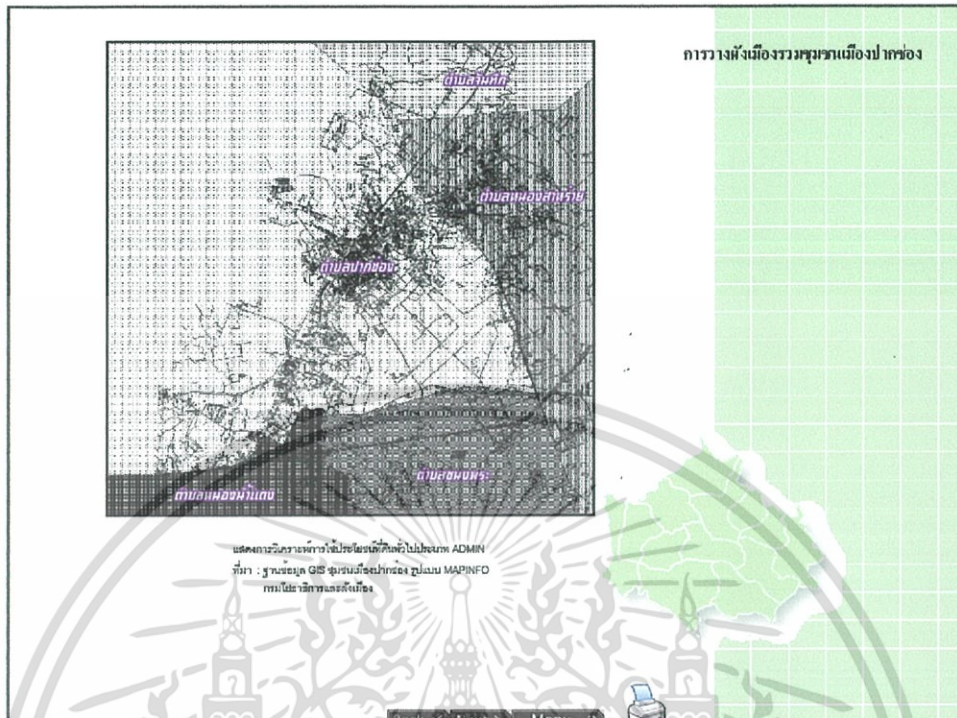 การวางผังเมืองรวมชุมชนเมืองปากช่อง
ตำบลจันทึก
ตำบลหนองสาหร่าย
ตำบลปากช่อง
ตำบลขนงพระ
ตำบลหนองน้ำแดง
แสดงการวิเคราะห์การใช้ประโยชน์ที่ดินทั่วไปประเภท ADMIN
ที่มา : ฐานข้อมูล GIS ชุมชนเมืองปากช่อง รูปแบบ MAPINFO
กรมโยธาธิการและผังเมือง